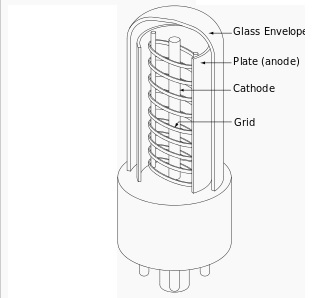 Glass Envelope
Plate (anode)
Cathode
Grid